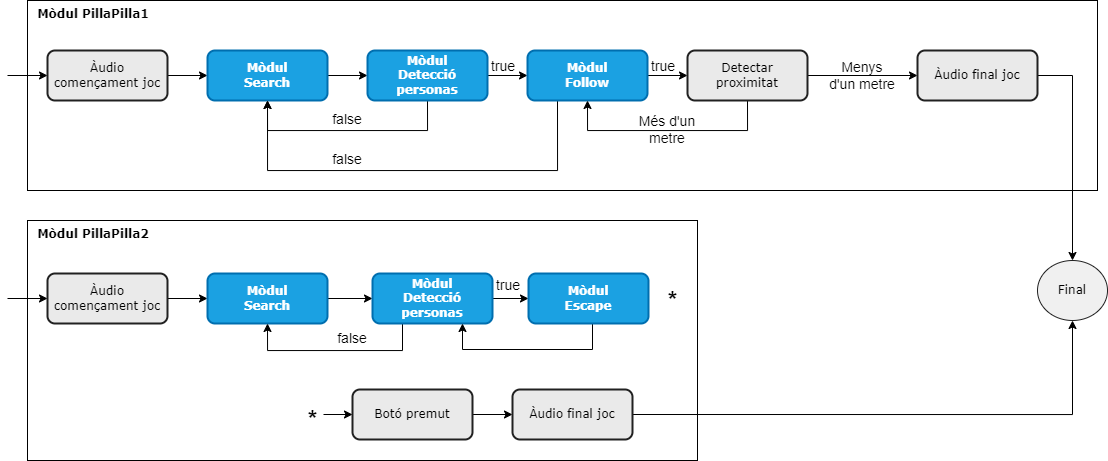 Mòdul PillaPilla1
Àudio
començament joc
Mòdul
Search
Mòdul
Detecció
personas
true
Mòdul
Follow
true
Detectar
proximitat
Menys
d'un metre
Àudio final joc
false
Més d'un
metre
false
Mòdul PillaPilla2
Àudio
començament joc
Mòdul
Search
Mòdul
Detecció
personas
true
Mòdul
Escape
*
false
Final
*
Botó premut
Àudio final joc